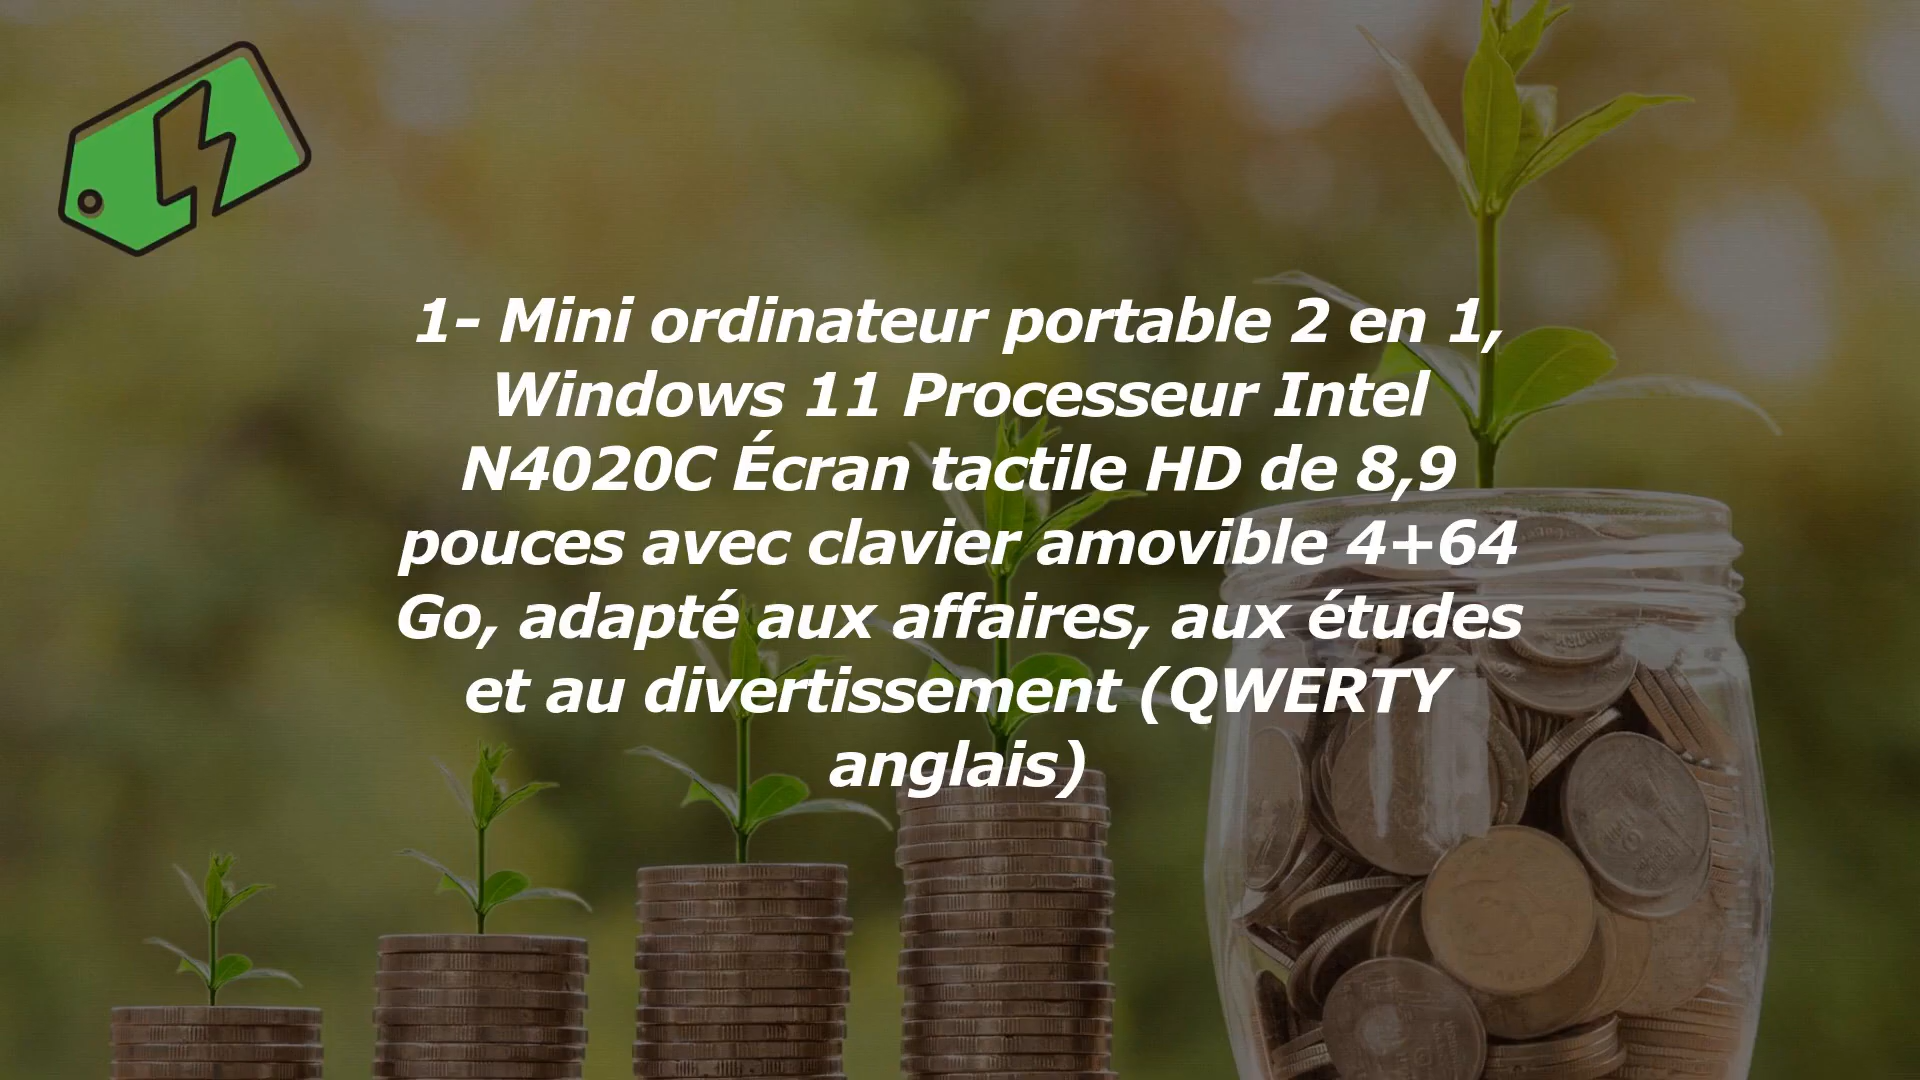 1- Mini ordinateur portable 2 en 1,
Windows 11 Processeur Intel
N4020C Écran tactile HD de 8,9
pouces avec clavier amovible 4+64
Go, adapté aux affaires, aux études
et au divertissement (QWERTY
anglais)